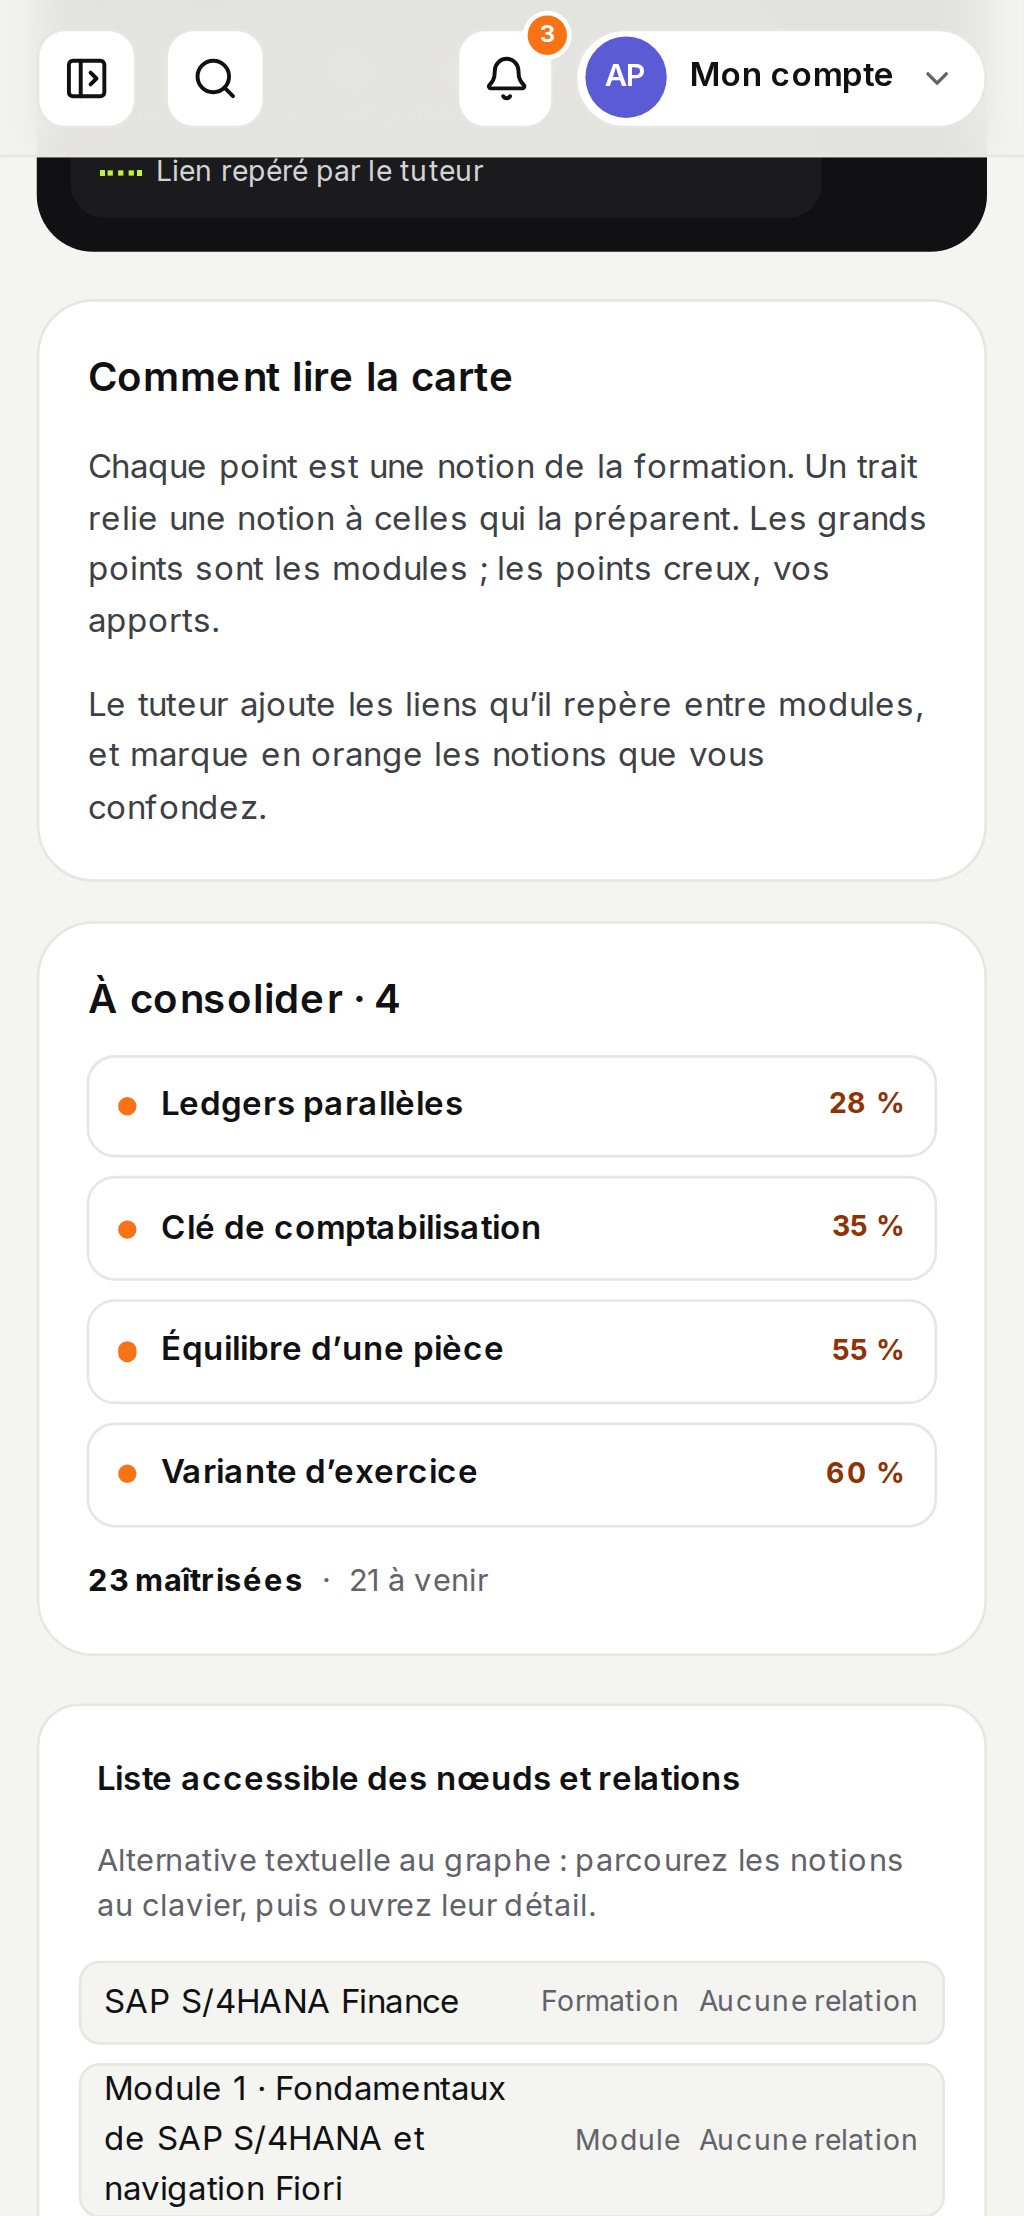 3
AP
Mon compte
Lien repéré par le tuteur
Comment lire la carte
Chaque point est une notion de la formation. Un trait
relie une notion à celles qui la préparent. Les grands
points sont les modules ; les points creux, vos
apports.
Le tuteur ajoute les liens qu’il repère entre modules,
et marque en orange les notions que vous
confondez.
À consolider · 4
Ledgers parallèles 28 %
Clé de comptabilisation 35 %
Équilibre d’une pièce 55 %
Variante d’exercice 60 %
23 maîtrisées · 21 à venir
Liste accessible des nœuds et relations
Alternative textuelle au graphe : parcourez les notions
au clavier, puis ouvrez leur détail.
SAP S/4HANA Finance Formation Aucune relation
Module 1 · Fondamentaux
de SAP S/4HANA et
navigation Fiori
Module Aucune relation